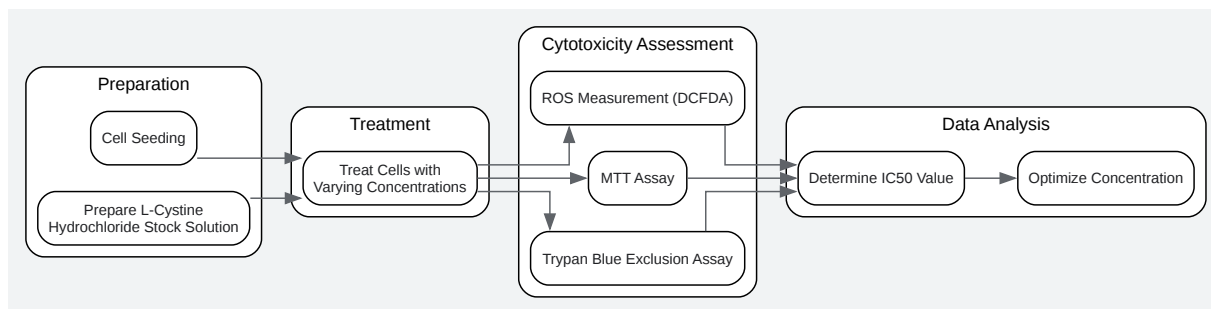 Preparation
Cell Seeding
Prepare L-Cystine
Hydrochloride Stock Solution
Treatment
Treat Cells with
Varying Concentrations
Cytotoxicity Assessment
ROS Measurement (DCFDA)
MTT Assay
Trypan Blue Exclusion Assay
Data Analysis
Determine IC50 Value
Optimize Concentration